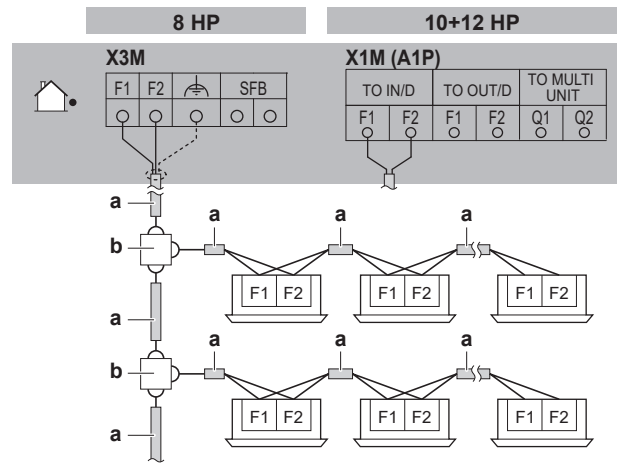 8 HP 10+12 HP
X3M X1M (A1P)
F1 F2 SFB TO IN/D TO OUT/D TO MULTI UNIT
F1 F2 F1 F2 Q1 Q2
a
a a a
b
F1 F2 F1 F2 F1 F2
a
a a a
b
F1 F2 F1 F2 F1 F2
a